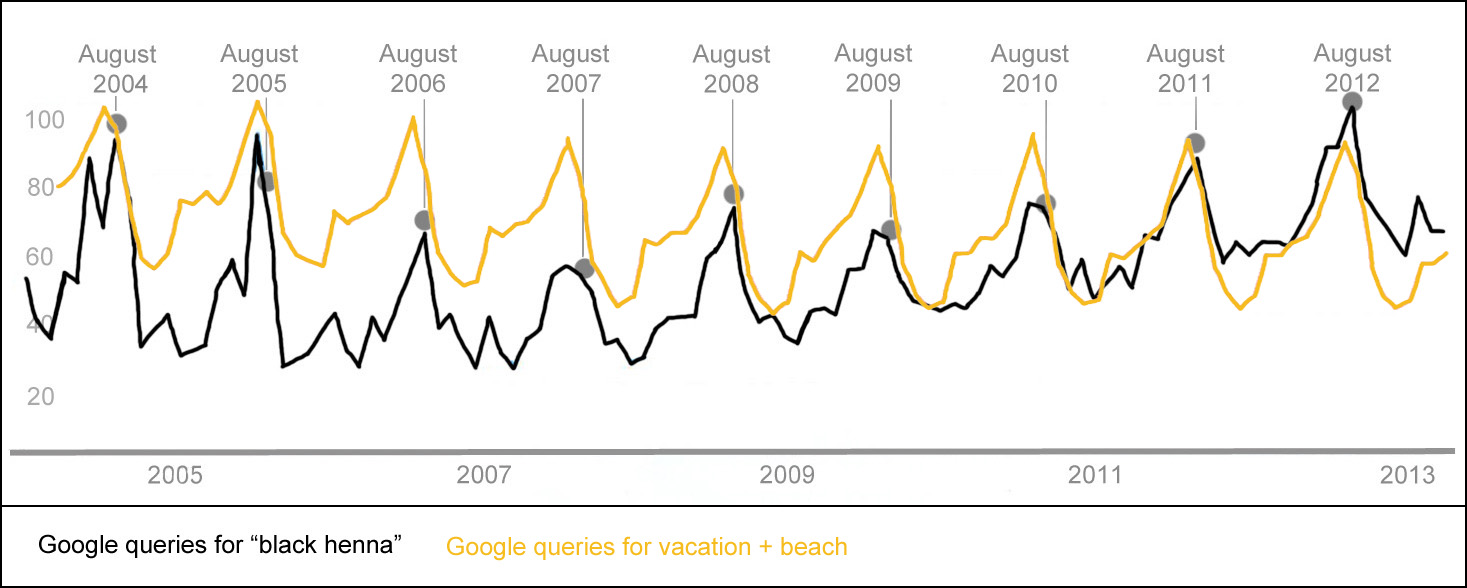 August August August August August August August August August
2004 2005 2006 2007 2008 2009 2010 2011 2012
100
80
60
40
20
2005 2007 2009 2011 2013
Google queries for “black henna” Google queries for vacation + beach